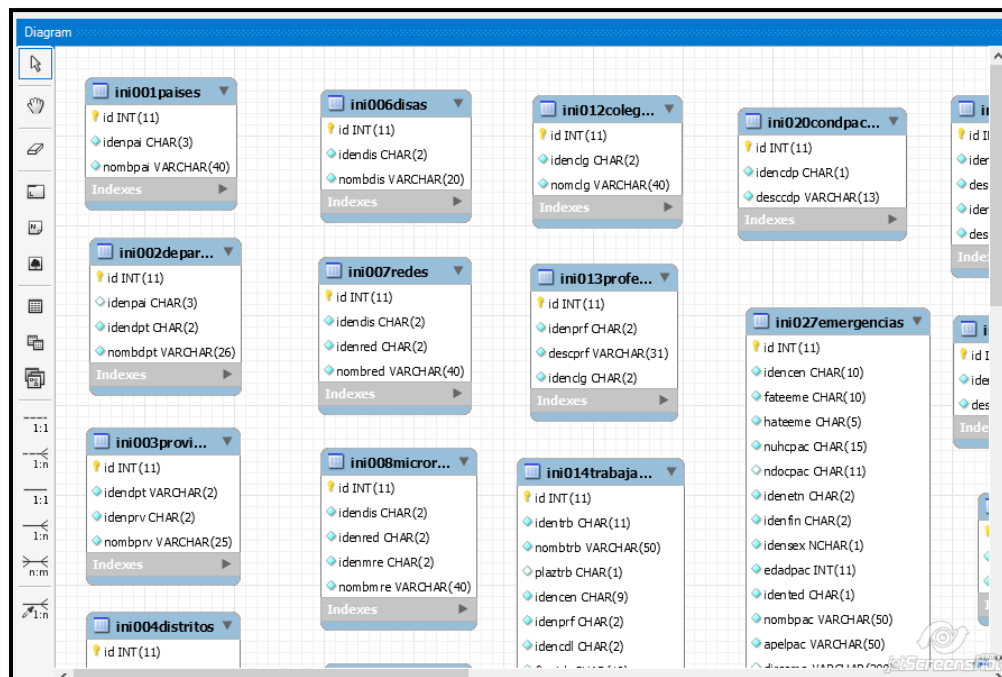 Diagram
ini001paises
id INT(11)
idenpai CHAR(3)
nombpai VARCHAR(40)
Indexes
ini002depar...
id INT(11)
idenpai CHAR(3)
idendpt CHAR(2)
nombdpt VARCHAR(26)
Indexes
ini003provi...
id INT(11)
idendpt VARCHAR(2)
idenprv CHAR(2)
nombprv VARCHAR(25)
Indexes
ini004distritos
id INT(11)
ini006disas
id INT(11)
idendis CHAR(2)
nombdis VARCHAR(20)
Indexes
ini007redes
id INT(11)
idendis CHAR(2)
idenred CHAR(2)
nombred VARCHAR(40)
Indexes
ini008micror...
id INT(11)
idendis CHAR(2)
idenred CHAR(2)
idenmre CHAR(2)
nombmre VARCHAR(40)
Indexes
ini012coleg...
id INT(11)
idenclg CHAR(2)
nomclg VARCHAR(40)
Indexes
ini013profe...
id INT(11)
idenprf CHAR(2)
descprf VARCHAR(31)
idenclg CHAR(2)
Indexes
ini014trabaja...
id INT(11)
identrb CHAR(11)
nombtrb VARCHAR(50)
plaztrb CHAR(1)
idencen CHAR(9)
idenprf CHAR(2)
idencdl CHAR(2)
ini020condpac...
id INT(11)
idencdp CHAR(1)
desccdp VARCHAR(13)
Indexes
ini027emergencias
id INT(11)
idencen CHAR(10)
fateeme CHAR(10)
hateeme CHAR(5)
nuhcpac CHAR(15)
ndocpac CHAR(11)
idenetn CHAR(2)
idenfin CHAR(2)
idensex NCHAR(1)
edadpac INT(11)
idented CHAR(1)
nombpac VARCHAR(50)
apelpac VARCHAR(50)
1:1
1:n
1:1
1:n
n:m
1:n
jetScreenshot